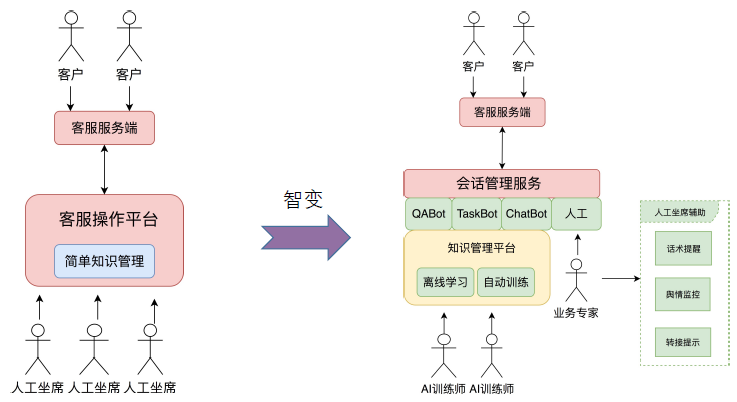 客户
客户
客服服务端
客服操作平台
简单知识管理
人工坐席
人工坐席
人工坐席
智变
客户
客户
客服服务端
会话管理服务
QABot
TaskBot
ChatBot
人工
知识管理平台
离线学习
自动训练
AI训练师
AI训练师
业务专家
人工坐席辅助
话术提醒
舆情监控
转接提示